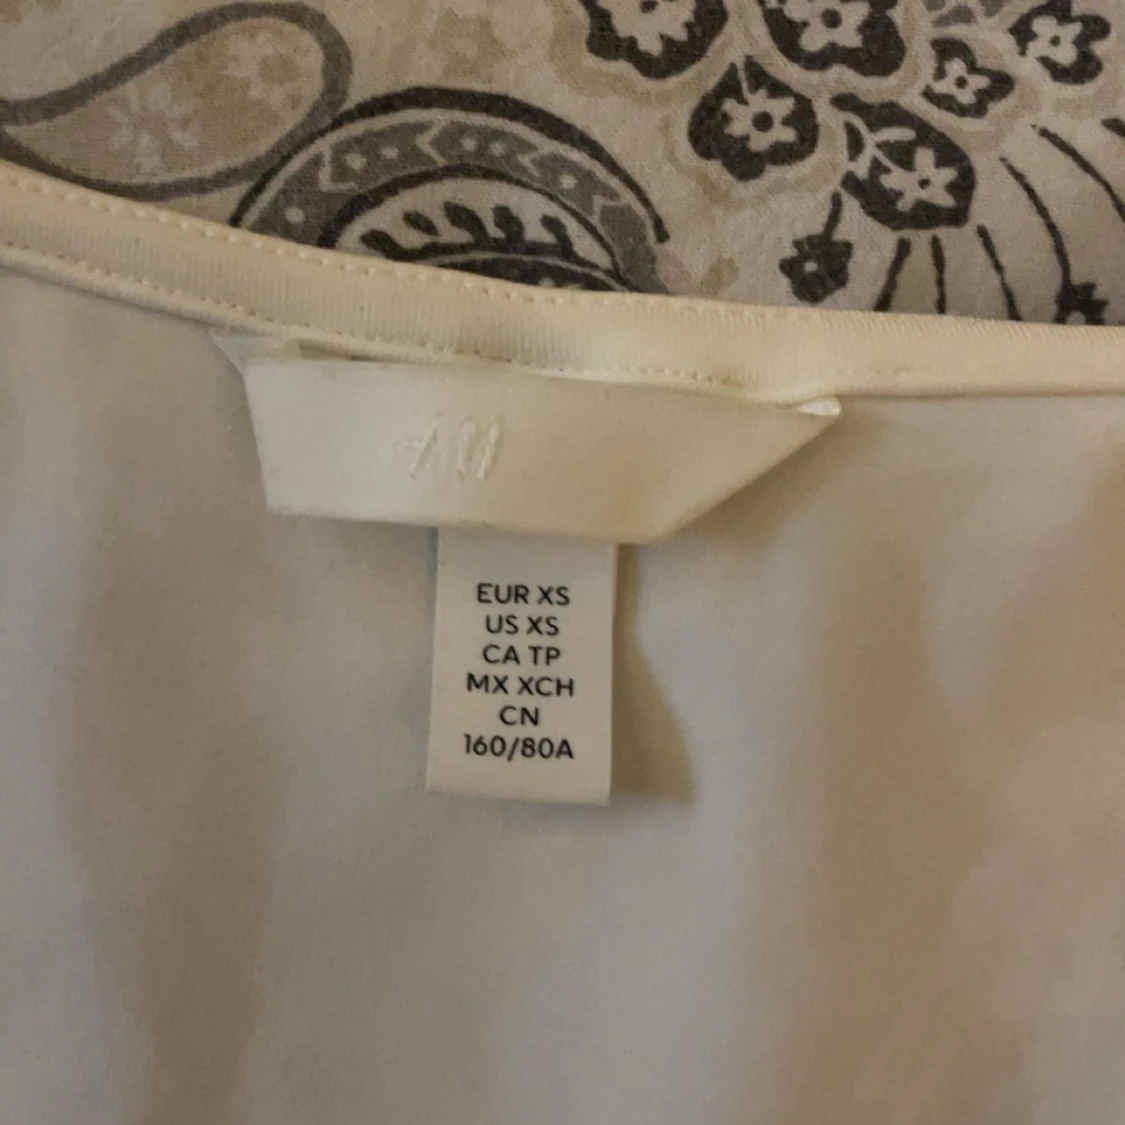 H&M
EUR XS
US XS
CA TP
MX XCH
CN
160/80A